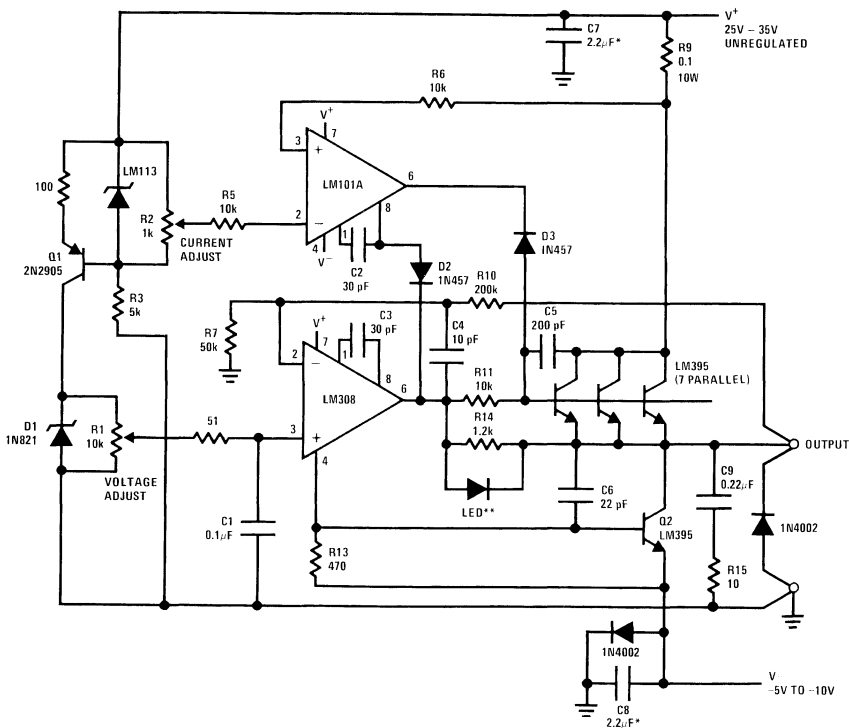 C7
2.2μF*
V+
25V – 35V
UNREGULATED
R9
0.1
10W
R6
10k
V+
7
3
+
LM101A
6
2
–
8
1
4
V–
C2
30 pF
100
LM113
R2
1k
R5
10k
CURRENT
ADJUST
Q1
2N2905
R3
5k
D3
IN457
D2
1N457
R10
200k
C5
200 pF
R7
50k
V+
7
C3
30 pF
C4
10 pF
2
–
1
8
LM308
6
3
+
4
R11
10k
LM395
(7 PARALLEL)
R14
1.2k
OUTPUT
D1
1N821
R1
10k
51
VOLTAGE
ADJUST
C1
0.1μF
LED**
C6
22 pF
Q2
LM395
C9
0.22μF
1N4002
R13
470
R15
10
1N4002
V
–5V TO –10V
C8
2.2μF*